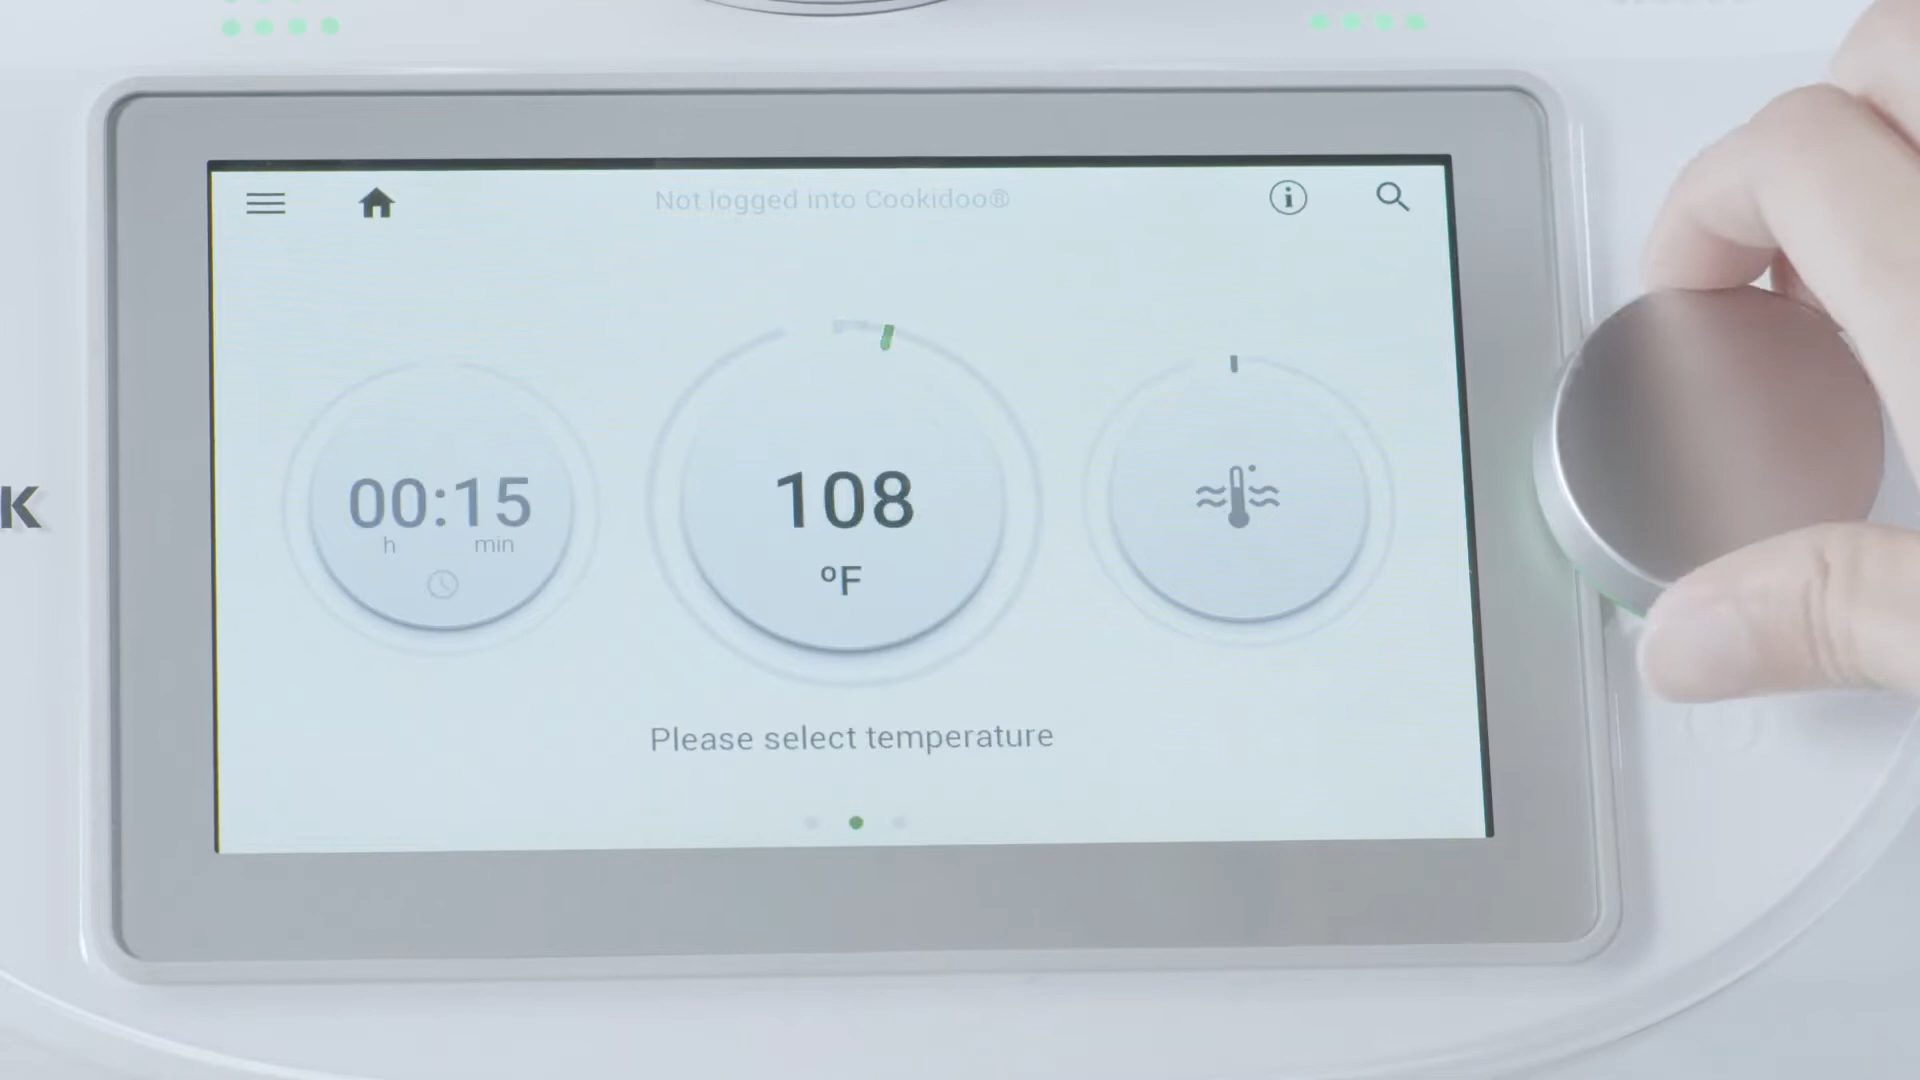 Not logged into Cookidoo®
00:15
h min
108
°F
Please select temperature
K